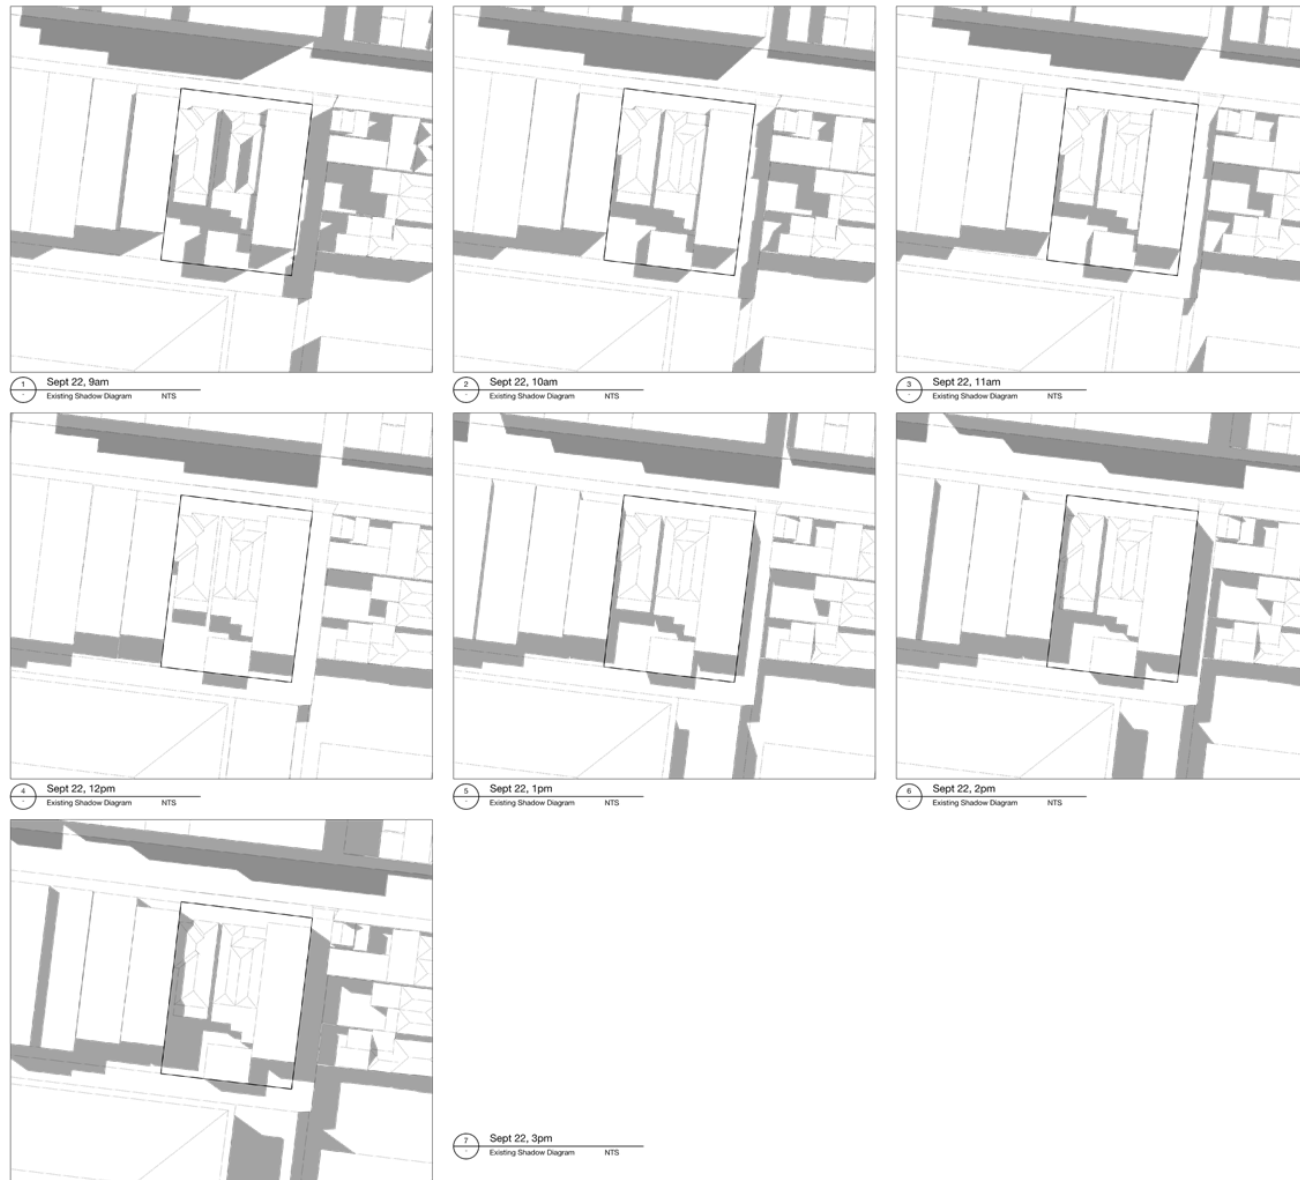 1
Sept 22, 9am
-
Existing Shadow Diagram NTS
2
Sept 22, 10am
-
Existing Shadow Diagram NTS
3
Sept 22, 11am
-
Existing Shadow Diagram NTS
4
Sept 22, 12pm
-
Existing Shadow Diagram NTS
5
Sept 22, 1pm
-
Existing Shadow Diagram NTS
6
Sept 22, 2pm
-
Existing Shadow Diagram NTS
7
Sept 22, 3pm
-
Existing Shadow Diagram NTS